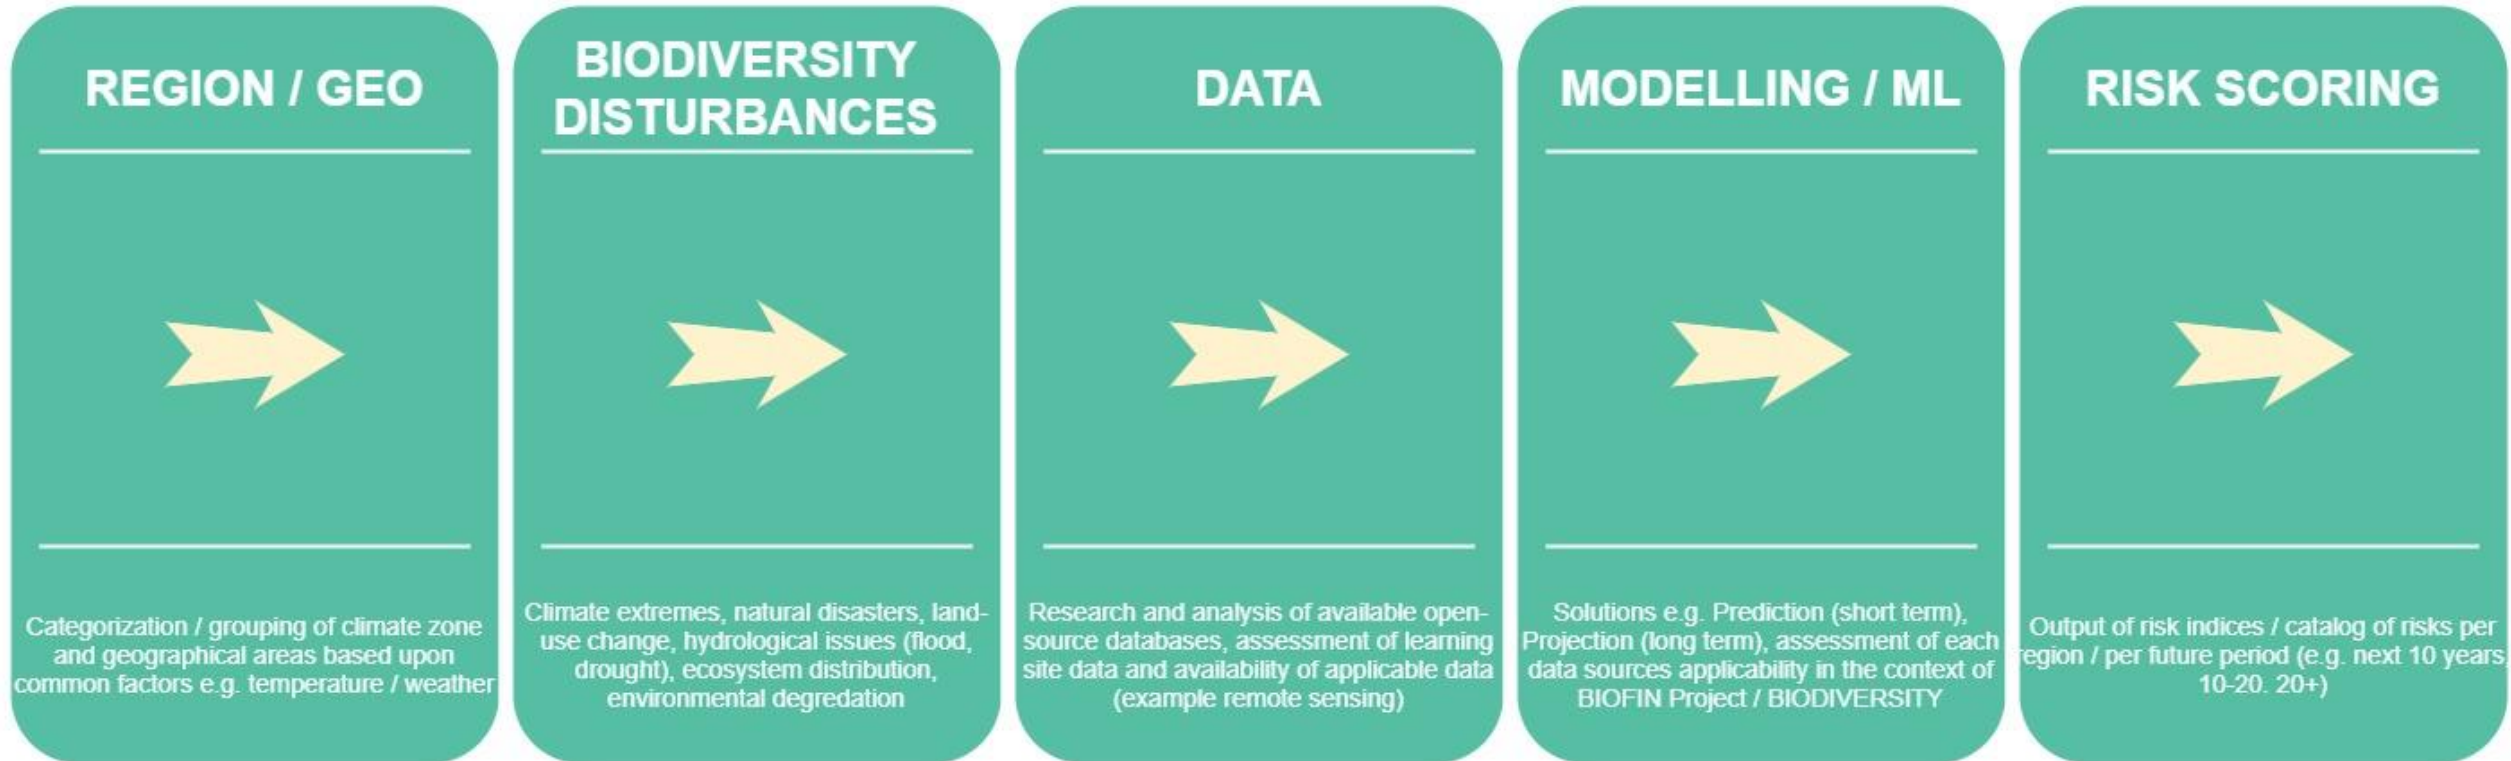 REGION / GEO
Categorization / grouping of climate zone
and geographical areas based upon
common factors e.g. temperature / weather
BIODIVERSITY
DISTURBANCES
Climate extremes, natural disasters, land-
use change, hydrological issues (flood,
drought), ecosystem distribution,
environmental degredation
DATA
Research and analysis of available open-
source databases, assessment of learning
site data and availability of applicable data
(example remote sensing)
MODELLING / ML
Solutions e.g. Prediction (short term),
Projection (long term), assessment of each
data sources applicability in the context of
BIOFIN Project / BIODIVERSITY
RISK SCORING
Output of risk indices / catalog of risks per
region / per future period (e.g. next 10 years,
10-20. 20+)